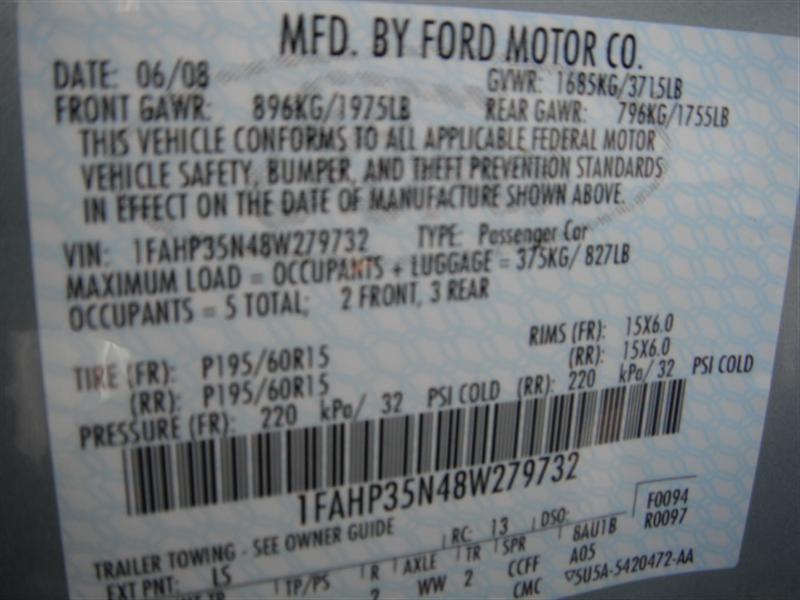 MFD. BY FORD MOTOR CO.
DATE: 06/08 GVWR: 1685KG/3715LB
FRONT GAWR: 896KG/1975LB REAR GAWR: 796KG/1755LB
THIS VEHICLE CONFORMS TO ALL APPLICABLE FEDERAL MOTOR
VEHICLE SAFETY, BUMPER, AND THEFT PREVENTION STANDARDS
IN EFFECT ON THE DATE OF MANUFACTURE SHOWN ABOVE.
VIN: 1FAHP35N48W279732 TYPE: Passenger Car
MAXIMUM LOAD = OCCUPANTS + LUGGAGE = 375KG/ 827LB
OCCUPANTS = 5 TOTAL; 2 FRONT, 3 REAR
TIRE (FR): P195/60R15 RIMS (FR): 15X6.0
(RR): P195/60R15 (RR): 15X6.0
PRESSURE (FR): 220 kPa/ 32 PSI COLD (RR): 220 kPa/ 32 PSI COLD
1FAHP35N48W279732
TRAILER TOWING - SEE OWNER GUIDE RC: 13 DSO: F0094
R0097
EXT PNT: LS TP/PS R AXLE TR SPR 8AU1B
2 WW 2 CCFF A05
CMC 5U5A-5420472-AA